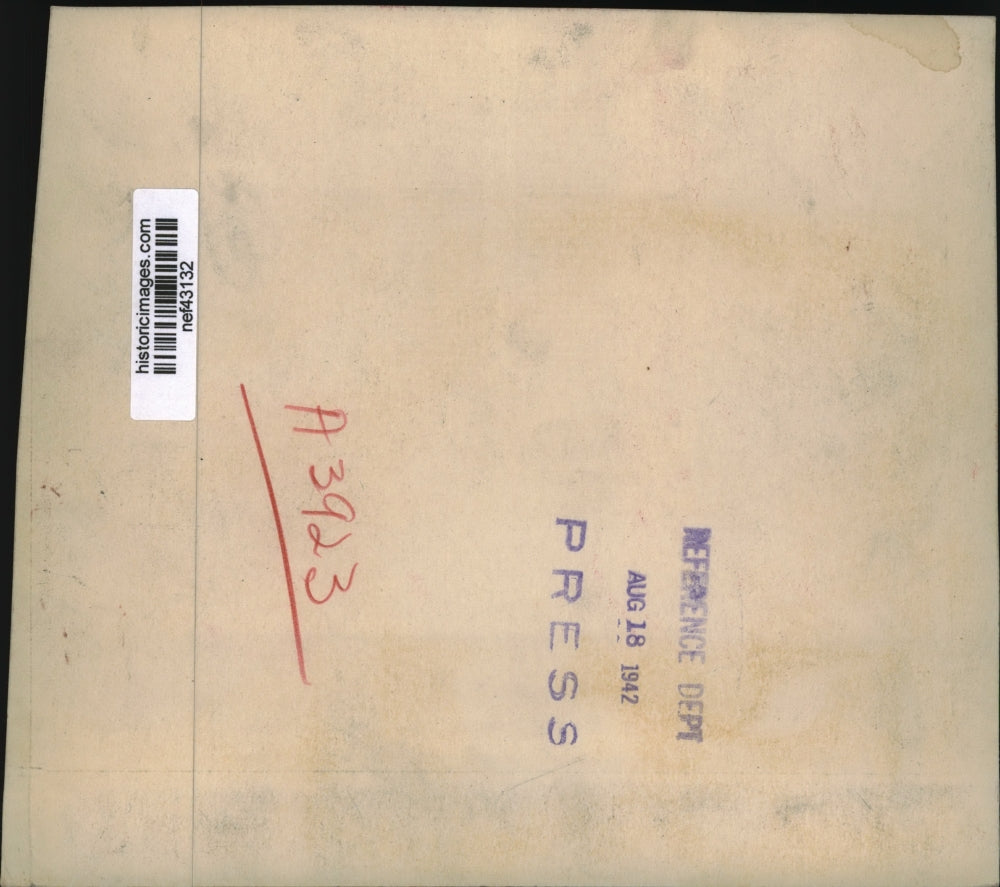 historicimages.com
nef43132
A3923
REFERENCE DEPT
AUG 18 1942
PRESS